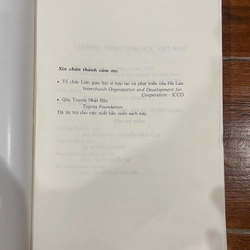 Xin chân thành cảm ơn:
• Tổ chức Liên giáo hội vì hợp tác và phát triển của Hà Lan.
Interchurch Organization and Development for
Cooperation - ICCO
• Qũy Toyota Nhật Bản
Toyota Foundation.
Đã tài trợ cho việc xuất bản cuốn sách này.